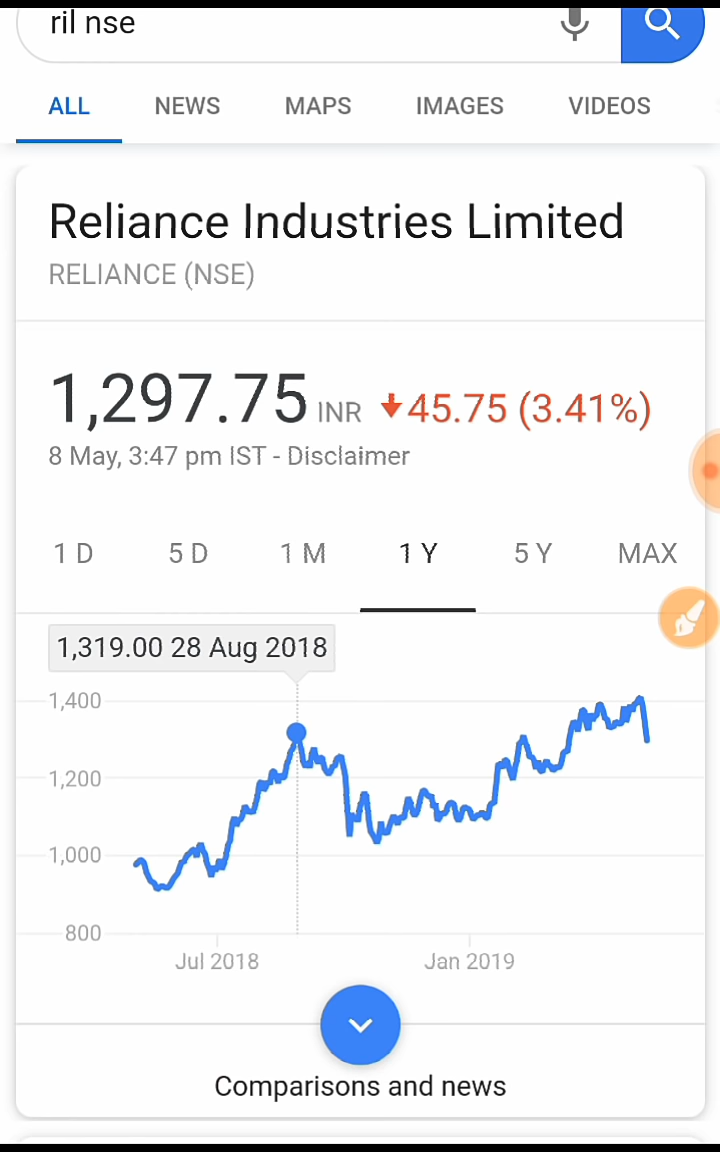 ril nse
ALL NEWS MAPS IMAGES VIDEOS
Reliance Industries Limited
RELIANCE (NSE)
1,297.75 INR ↓45.75 (3.41%)
8 May, 3:47 pm IST - Disclaimer
1 D 5 D 1 M 1 Y 5 Y MAX
1,319.00 28 Aug 2018
1,400
1,200
1,000
800
Jul 2018 Jan 2019
Comparisons and news